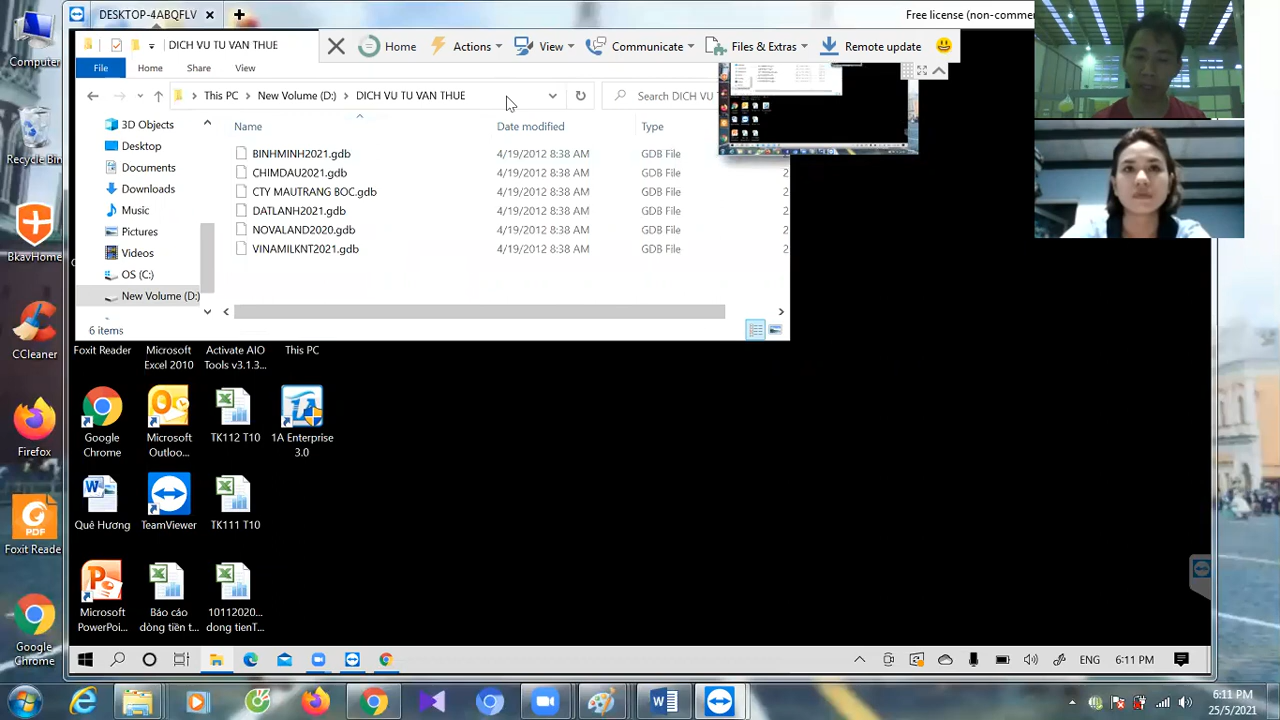 DESKTOP-4ABQFLV
Free license (non-comme
DICH VU TU VAN THUE
Home
Actions
View
Communicate
Files & Extras
Remote update
File
Home
Share
View
This PC
New Volume (D:)
DICH VU TU VAN THUE
Search DICH VU T
3D Objects
Desktop
Documents
Downloads
Music
Pictures
Videos
OS (C:)
New Volume (D:)
Name
Date modified
Type
BINHMINH2021.gdb
4/19/2012 8:38 AM
GDB File
2
CHIMDAU2021.gdb
4/19/2012 8:38 AM
GDB File
2
CTY MAUTRANG BOC.gdb
4/19/2012 8:38 AM
GDB File
2
DATLANH2021.gdb
4/19/2012 8:38 AM
GDB File
2
NOVALAND2020.gdb
4/19/2012 8:38 AM
GDB File
2
VINAMILKNT2021.gdb
4/19/2012 8:38 AM
GDB File
2
6 items
Computer
Recycle Bin
BkavHome
CCleaner
Firefox
PDF
Foxit Reade
Google
Chrome
Foxit Reader
Microsoft
Excel 2010
Activate AIO
Tools v3.1.3...
This PC
Google
Chrome
Microsoft
Outloo...
TK112 T10
1A Enterprise
3.0
Quê Hương
TeamViewer
TK111 T10
Microsoft
PowerPoi...
Báo cáo
dòng tiền t...
10112020...
dong tienT...
ENG
6:11 PM
6:11 PM
25/5/2021